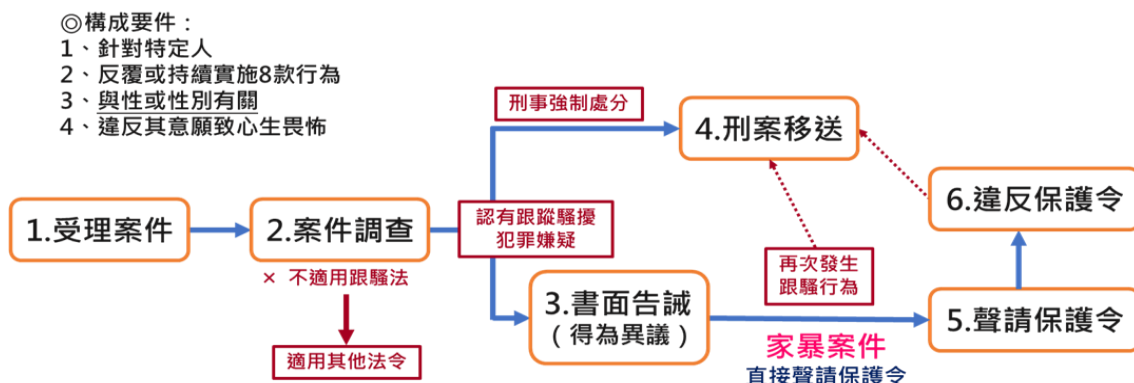 ◎構成要件：
1、針對特定人
2、反覆或持續實施8款行為
3、與性或性別有關
4、違反其意願致心生畏怖
刑事強制處分
4.刑案移送
6.違反保護令
1.受理案件
2.案件調查
認有跟蹤騷擾
犯罪嫌疑
× 不適用跟騷法
再次發生
跟騷行為
3.書面告誡
（得為異議）
5.聲請保護令
適用其他法令
家暴案件
直接聲請保護令